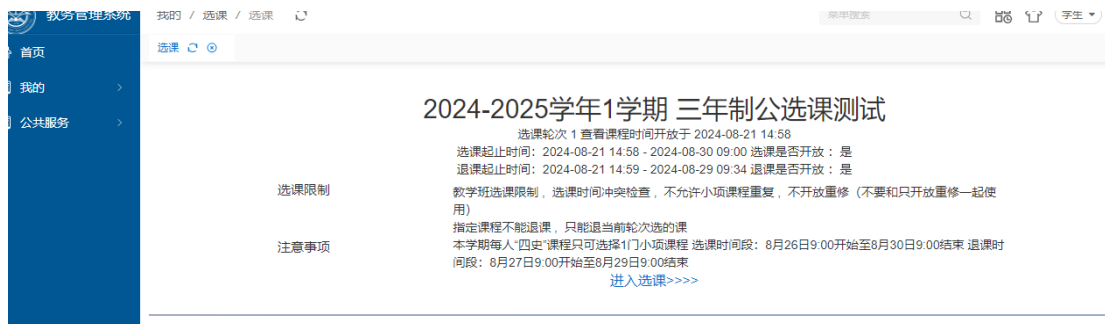 教务管理系统
我的 / 选课 / 选课
菜单搜索
学生
首页
选课
我的
公共服务
2024-2025学年1学期 三年制公选课测试
选课轮次 1 查看课程时间开放于 2024-08-21 14:58
选课起止时间：2024-08-21 14:58 - 2024-08-30 09:00 选课是否开放 ：是
退课起止时间：2024-08-21 14:59 - 2024-08-29 09:34 退课是否开放 ：是
选课限制
教学班选课限制 , 选课时间冲突检查 , 不允许小项课程重复 , 不开放重修（不要和只开放重修一起使
用）
指定课程不能退课 , 只能退当前轮次选的课
注意事项
本学期每人“四史”课程只可选择1门小项课程 选课时间段：8月26日9:00开始至8月30日9:00结束 退课时
间段：8月27日9:00开始至8月29日9:00结束
进入选课>>>>